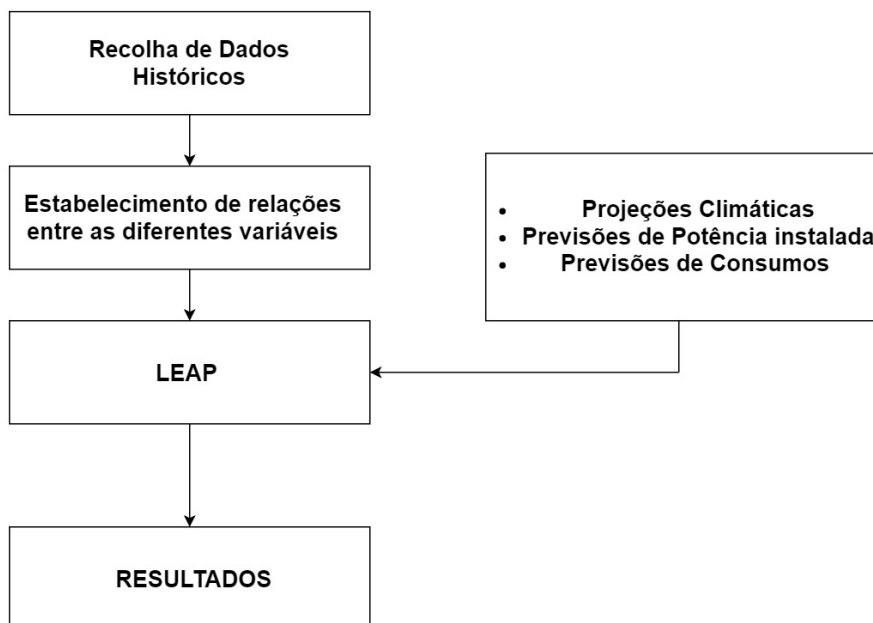 Recolha de Dados
Históricos
Estabelecimento de relações
entre as diferentes variáveis
• Projeções Climáticas
• Previsões de Potência instalada
• Previsões de Consumos
LEAP
RESULTADOS